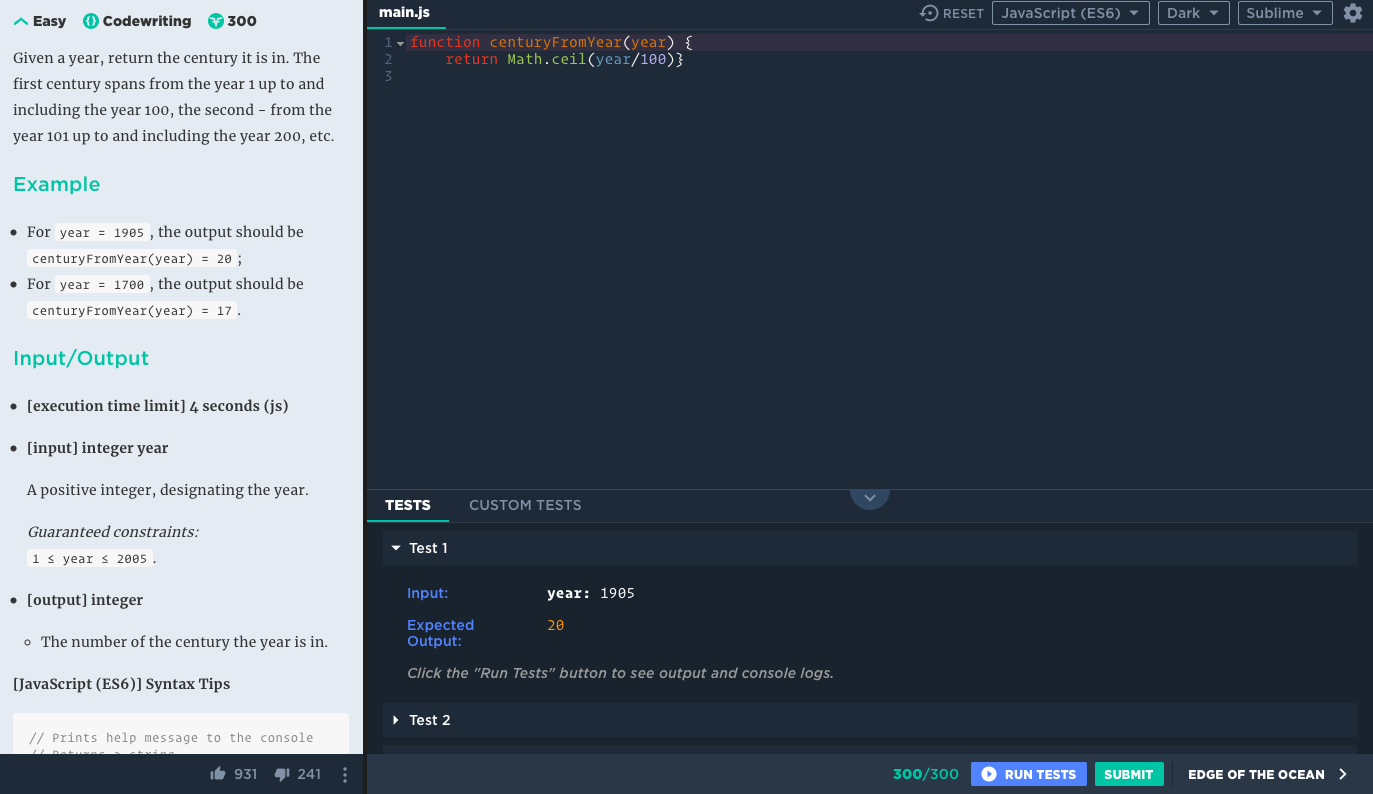 Easy Codewriting 300
Given a year, return the century it is in. The
first century spans from the year 1 up to and
including the year 100, the second - from the
year 101 up to and including the year 200, etc.
Example
For year = 1905 , the output should be
centuryFromYear(year) = 20 ;
For year = 1700 , the output should be
centuryFromYear(year) = 17 .
Input/Output
[execution time limit] 4 seconds (js)
[input] integer year
A positive integer, designating the year.
Guaranteed constraints:
1 ≤ year ≤ 2005 .
[output] integer
The number of the century the year is in.
[JavaScript (ES6)] Syntax Tips
// Prints help message to the console
// Returns a string
931 241
main.js
RESET JavaScript (ES6) Dark Sublime
1 function centuryFromYear(year) {
2 return Math.ceil(year/100)}
3
TESTS CUSTOM TESTS
Test 1
Input: year: 1905
Expected 20
Output:
Click the "Run Tests" button to see output and console logs.
Test 2
300/300 RUN TESTS SUBMIT EDGE OF THE OCEAN